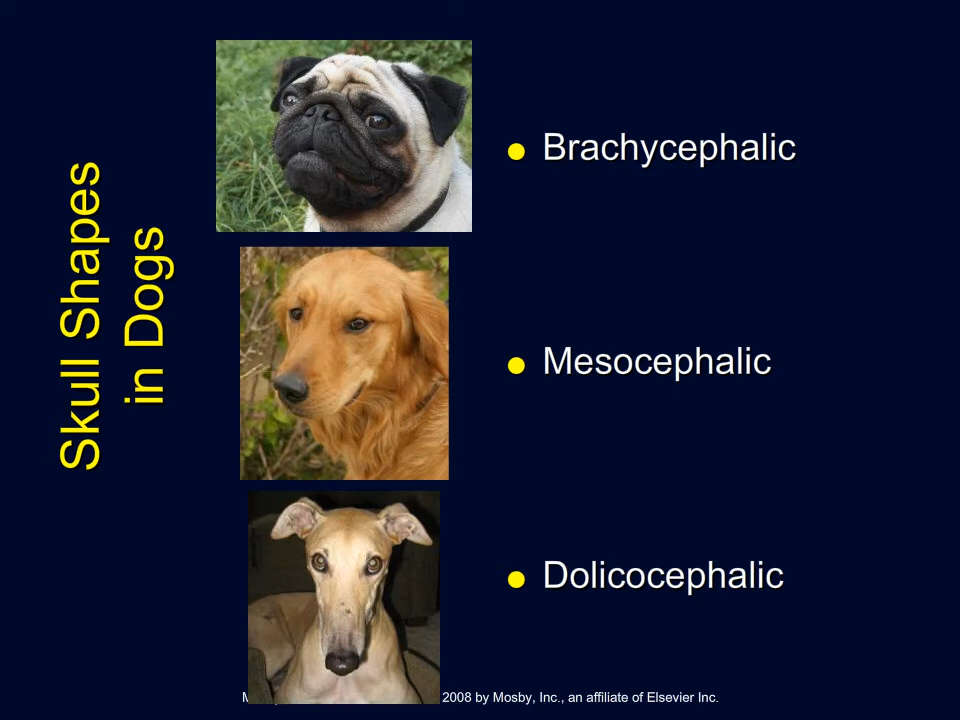 Skull Shapes
in Dogs
Brachycephalic
Mesocephalic
Dolicocephalic
2008 by Mosby, Inc., an affiliate of Elsevier Inc.